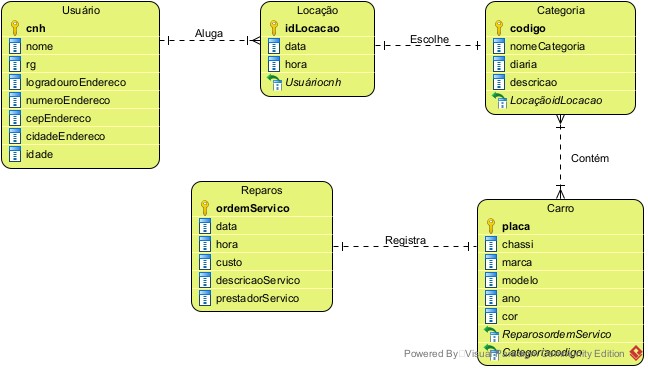 Usuário
cnh
nome
rg
logradouroEndereco
numeroEndereco
cepEndereco
cidadeEndereco
idade
Aluga
Locação
idLocacao
data
hora
Usuáriocnh
Escolhe
Categoria
codigo
nomeCategoria
diaria
descricao
LocaçãoidLocacao
Contém
Reparos
ordemServico
data
hora
custo
descricaoServico
prestadorServico
Registra
Carro
placa
chassi
marca
modelo
ano
cor
ReparosordemServico
Categoriacodigo
Powered By Visual Paradigm Community Edition